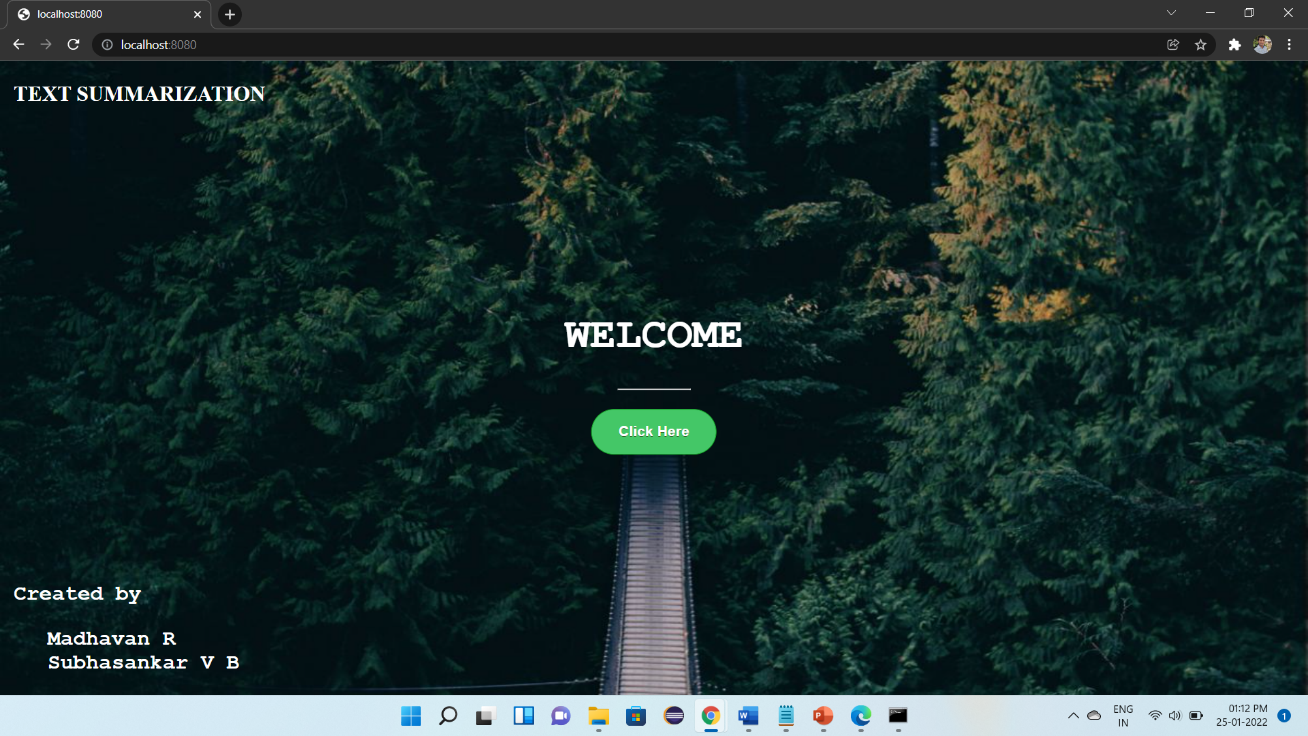 localhost:8080
localhost:8080
TEXT SUMMARIZATION
WELCOME
Click Here
Created by
Madhavan R
Subhasankar V B
ENG
IN
01:12 PM
25-01-2022
1